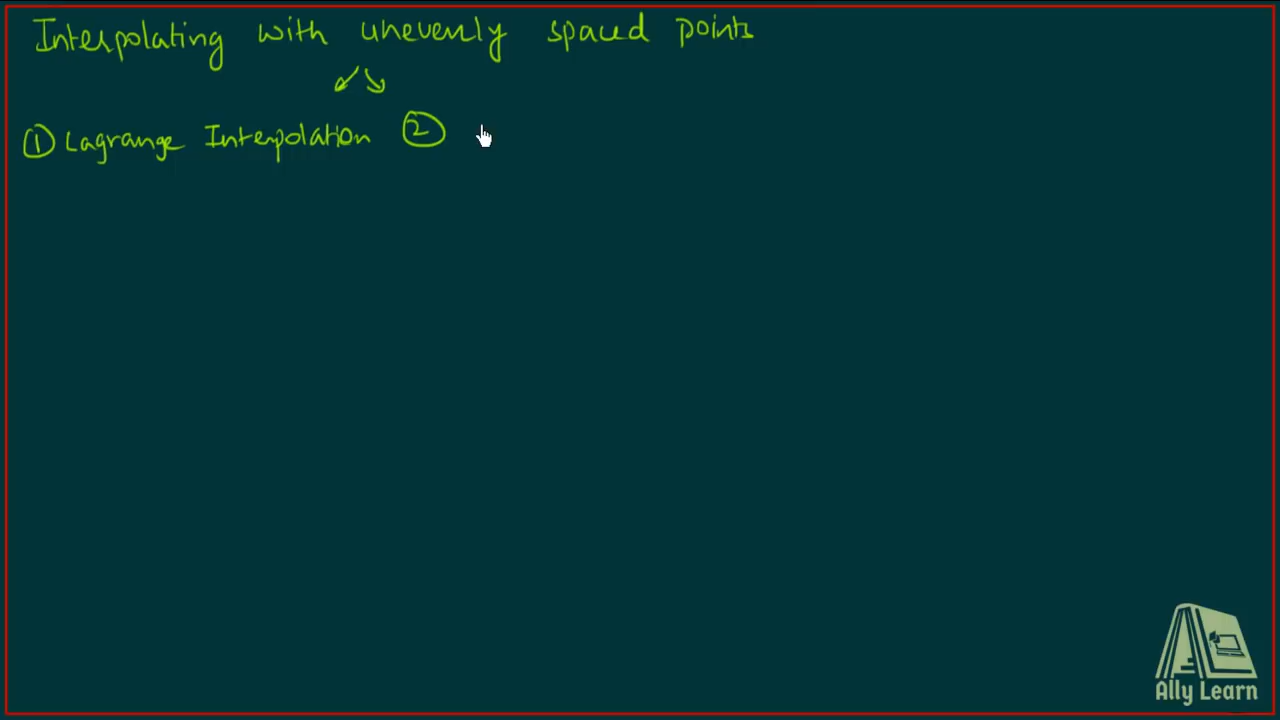 Interpolating with unevenly spaced points
① Lagrange Interpolation ②
Ally Learn